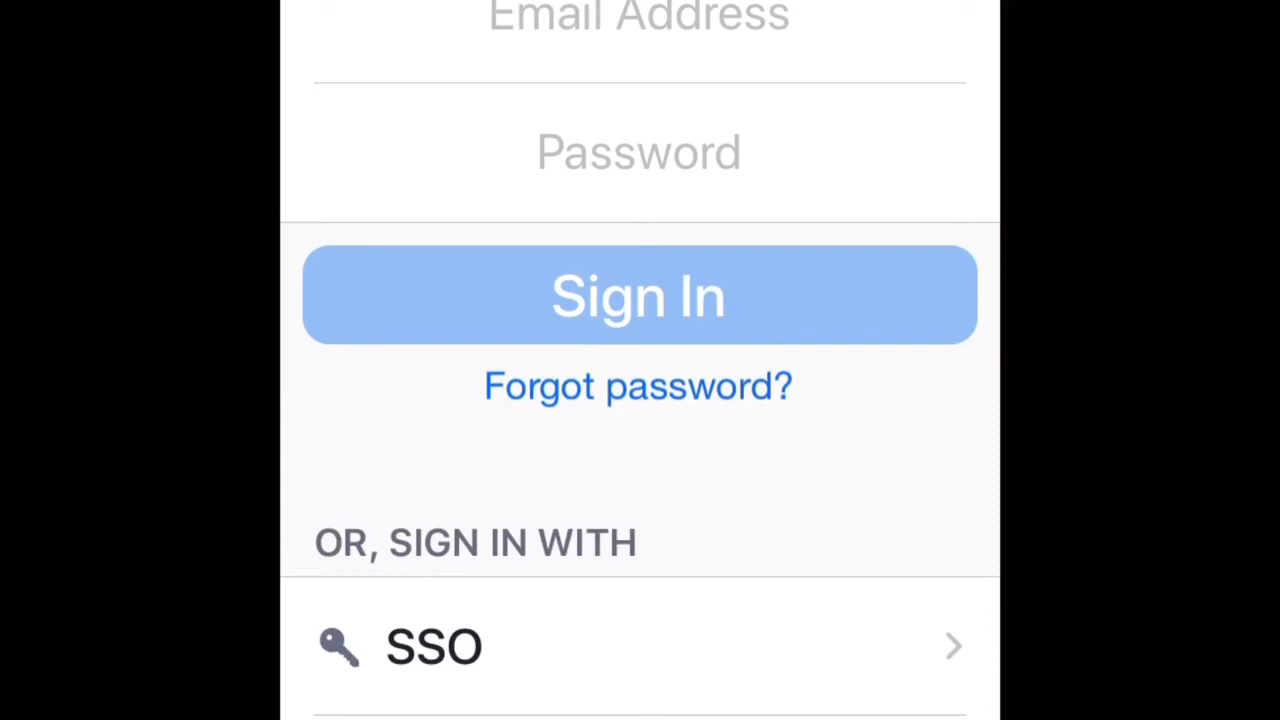 Email Address
Password
Sign In
Forgot password?
OR, SIGN IN WITH
SSO